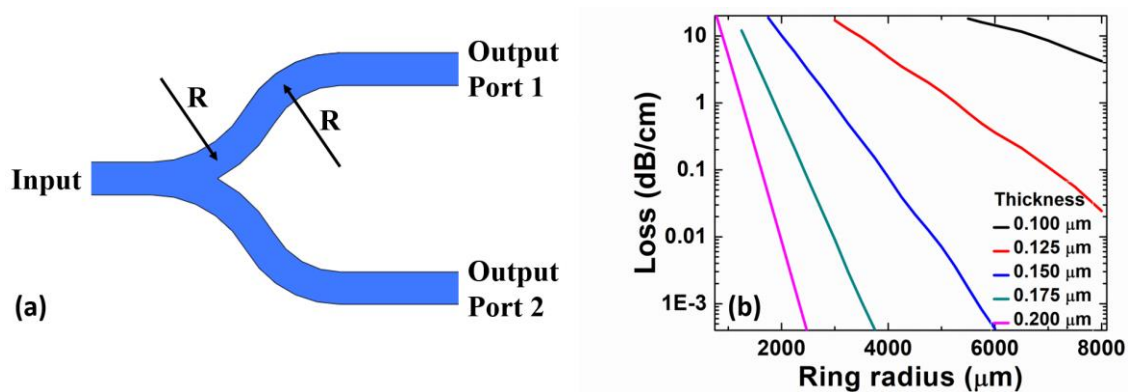 Output
Port 1
R
R
Input
Output
Port 2
(a)
Loss (dB/cm)
10
1
0.1
0.01
1E-3
Thickness
0.100 μm
0.125 μm
0.150 μm
0.175 μm
0.200 μm
(b)
2000 4000 6000 8000
Ring radius (μm)